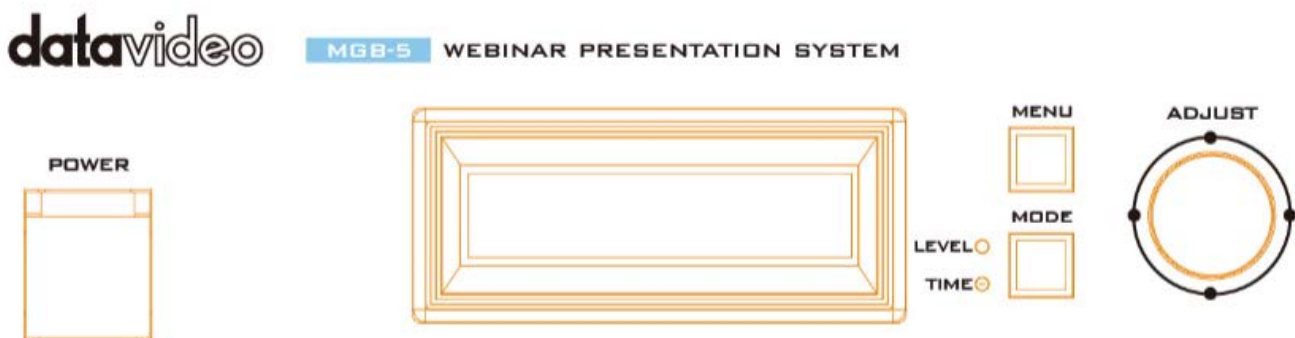 datavideo MGB-5 WEBINAR PRESENTATION SYSTEM
MENU ADJUST
POWER
MODE
LEVEL
TIME